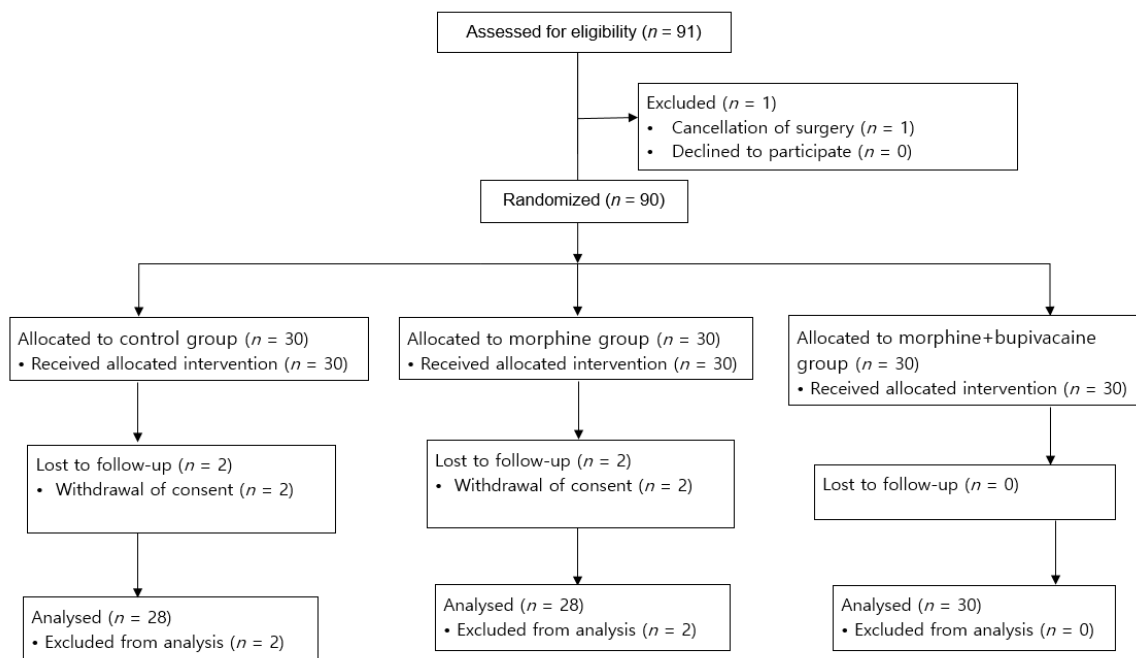 Assessed for eligibility (n = 91)
Excluded (n = 1)
• Cancellation of surgery (n = 1)
• Declined to participate (n = 0)
Randomized (n = 90)
Allocated to control group (n = 30)
• Received allocated intervention (n = 30)
Allocated to morphine group (n = 30)
• Received allocated intervention (n = 30)
Allocated to morphine+bupivacaine
group (n = 30)
• Received allocated intervention (n = 30)
Lost to follow-up (n = 2)
• Withdrawal of consent (n = 2)
Lost to follow-up (n = 2)
• Withdrawal of consent (n = 2)
Lost to follow-up (n = 0)
Analysed (n = 28)
• Excluded from analysis (n = 2)
Analysed (n = 28)
• Excluded from analysis (n = 2)
Analysed (n = 30)
• Excluded from analysis (n = 0)